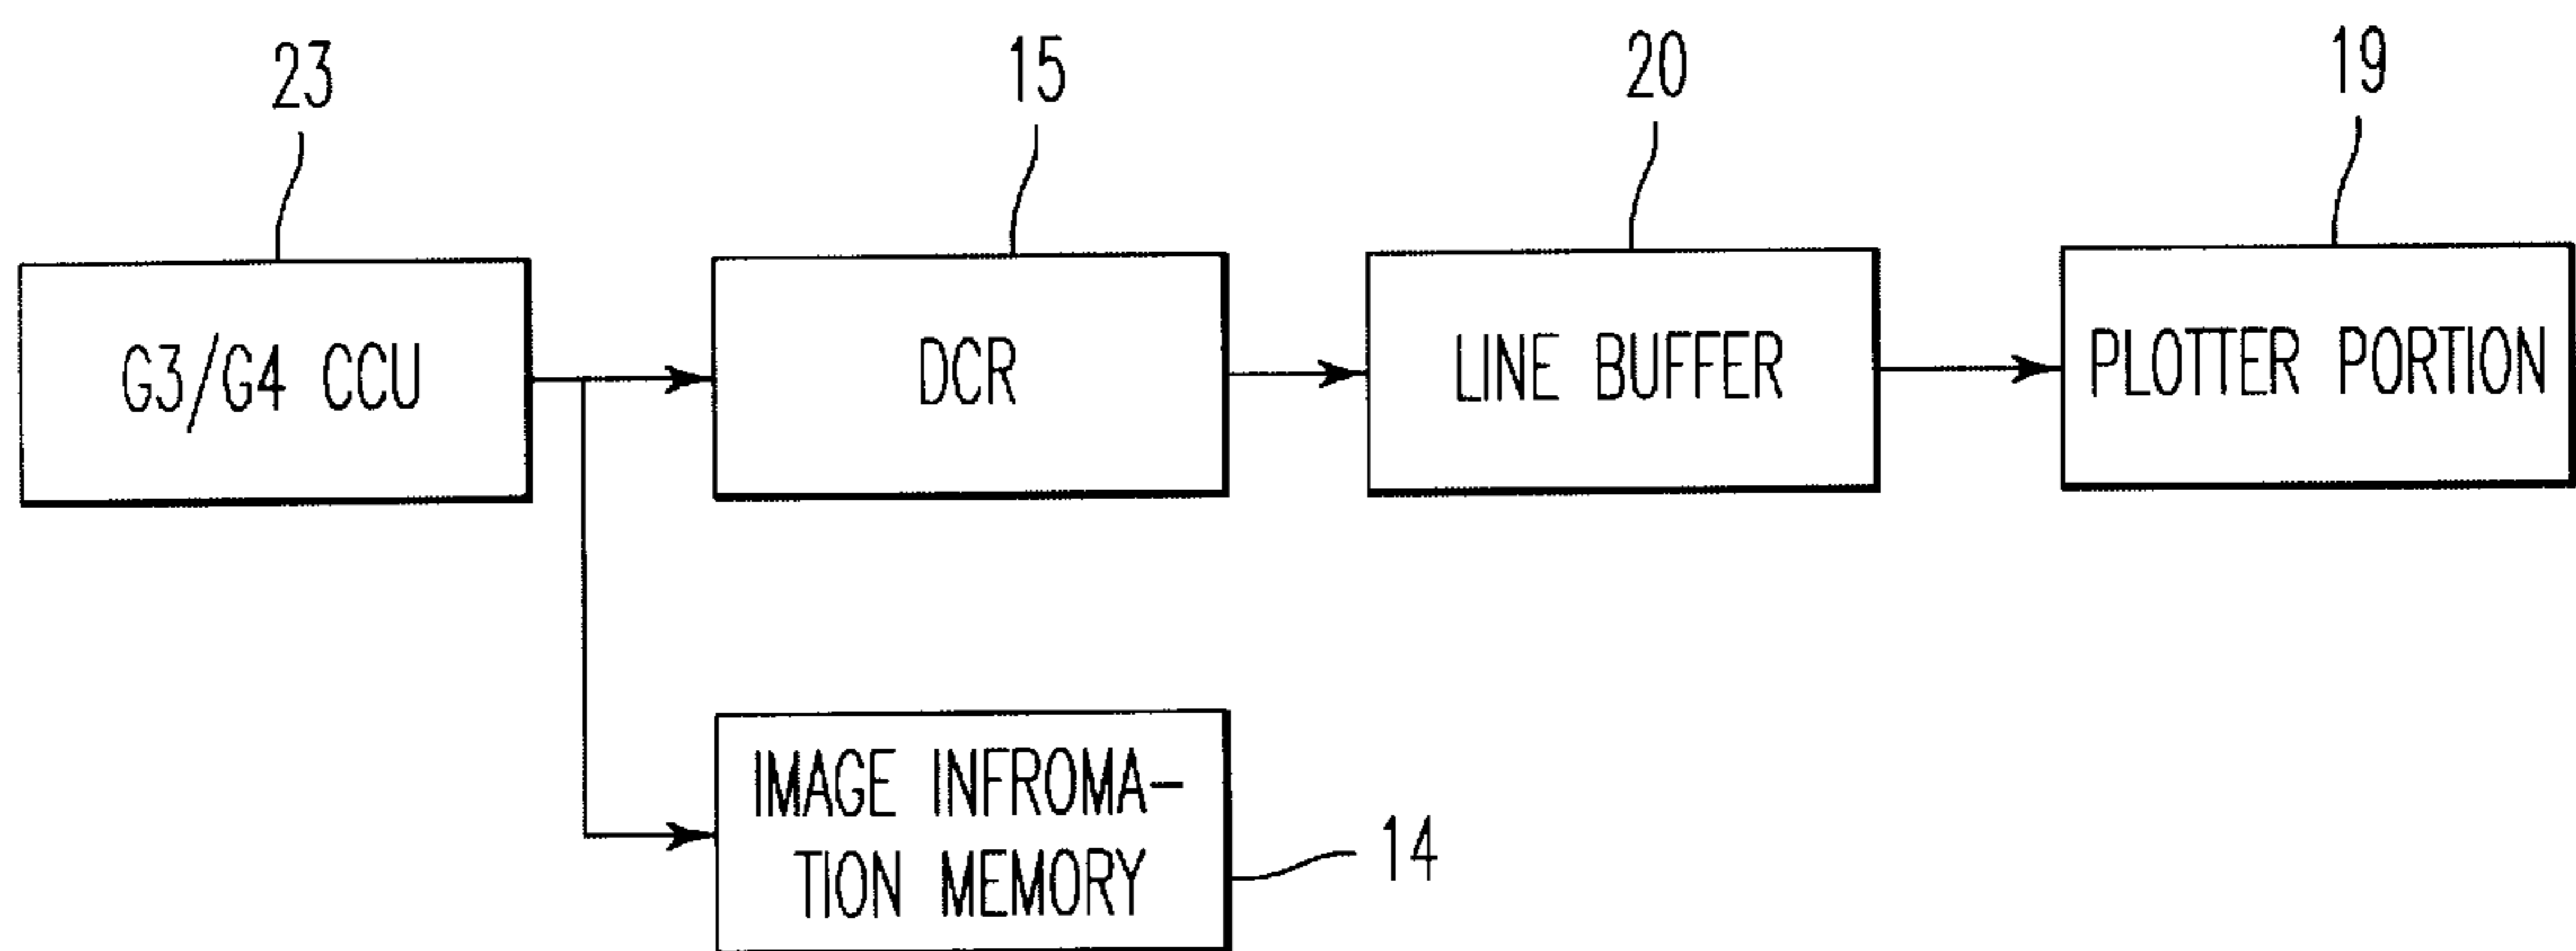 23
15
20
19
G3/G4 CCU
DCR
LINE BUFFER
PLOTTER PORTION
IMAGE INFROMA-
TION MEMORY
14